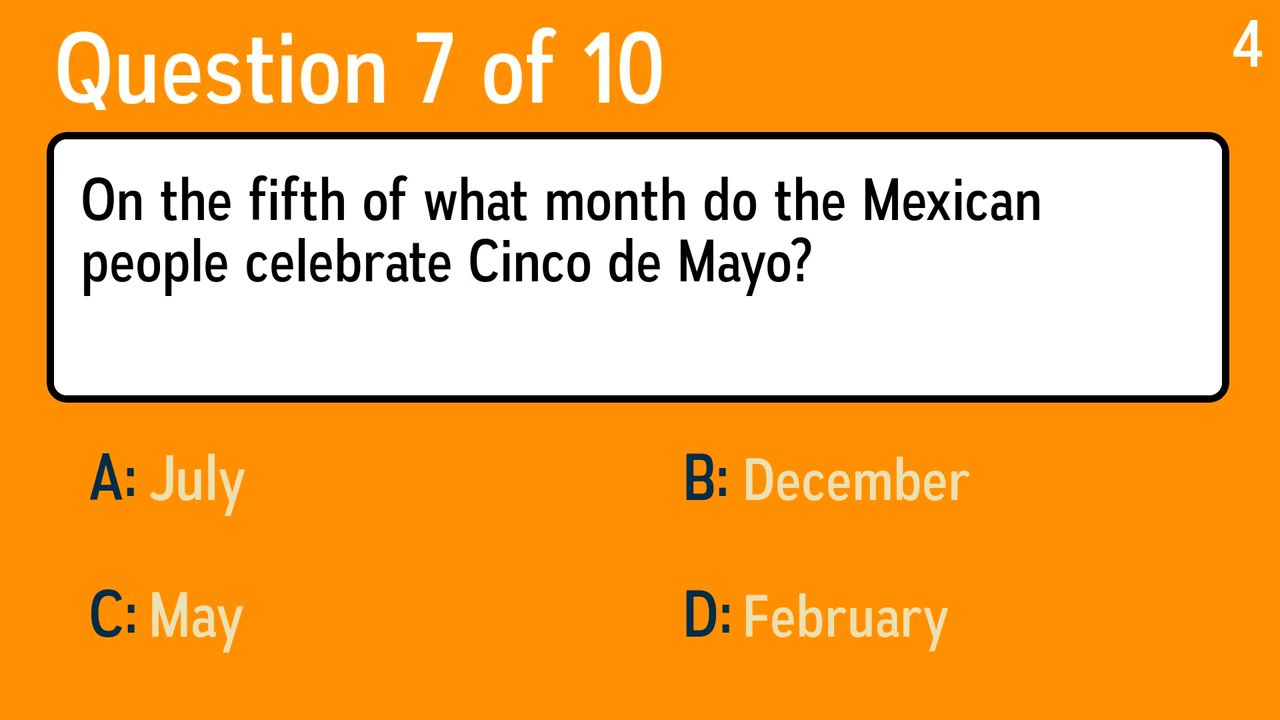 Question 7 of 10
4
On the fifth of what month do the Mexican
people celebrate Cinco de Mayo?
A: July
B: December
C: May
D: February